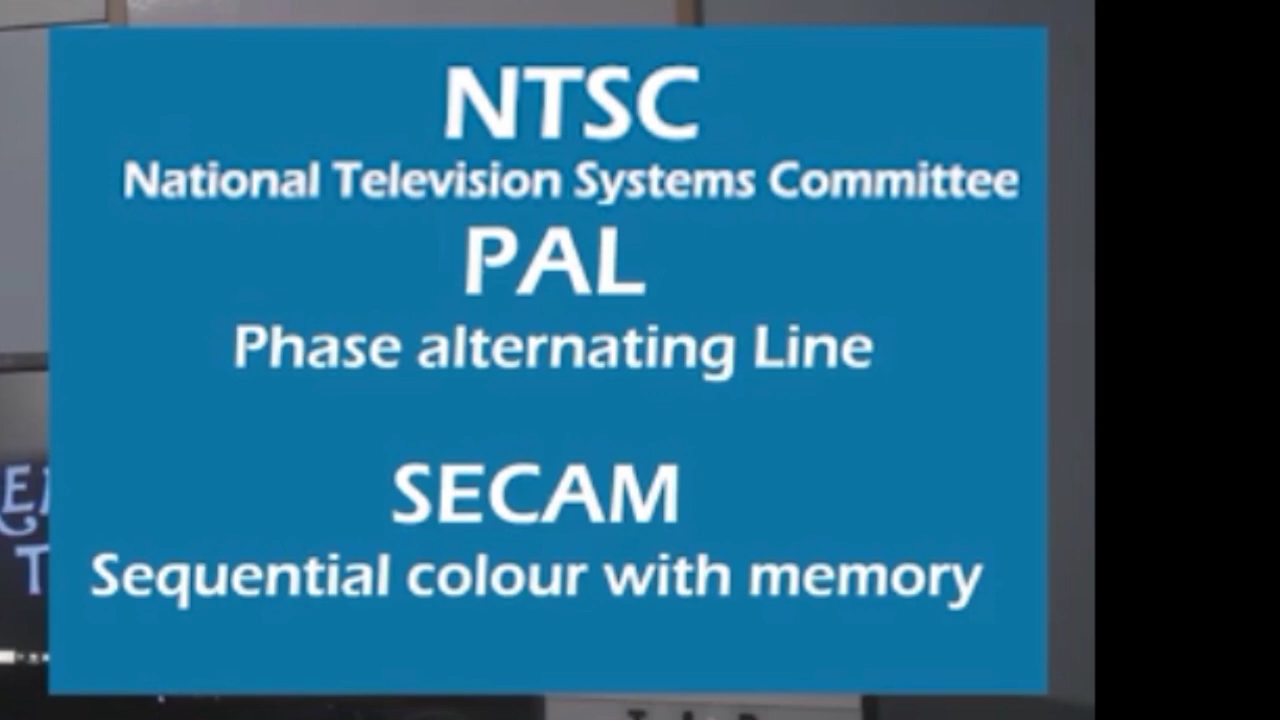 NTSC
National Television Systems Committee
PAL
Phase alternating Line
SECAM
Sequential colour with memory